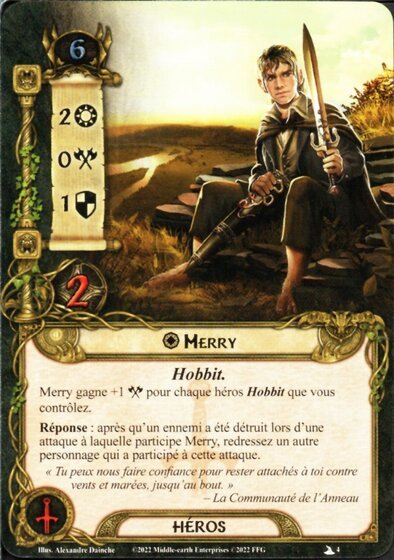 6
2
0
1
2
MERRY
Hobbit.
Merry gagne +1 pour chaque héros Hobbit que vous
contrôlez.
Réponse : après qu'un ennemi a été détruit lors d'une
attaque à laquelle participe Merry, redressez un autre
personnage qui a participé à cette attaque.
« Tu peux nous faire confiance pour rester attachés à toi contre
vents et marées, jusqu'au bout. »
– La Communauté de l'Anneau
HÉROS
Illus. Alexandre Dainche ©2022 Middle-earth Enterprises ©2022 FFG 4